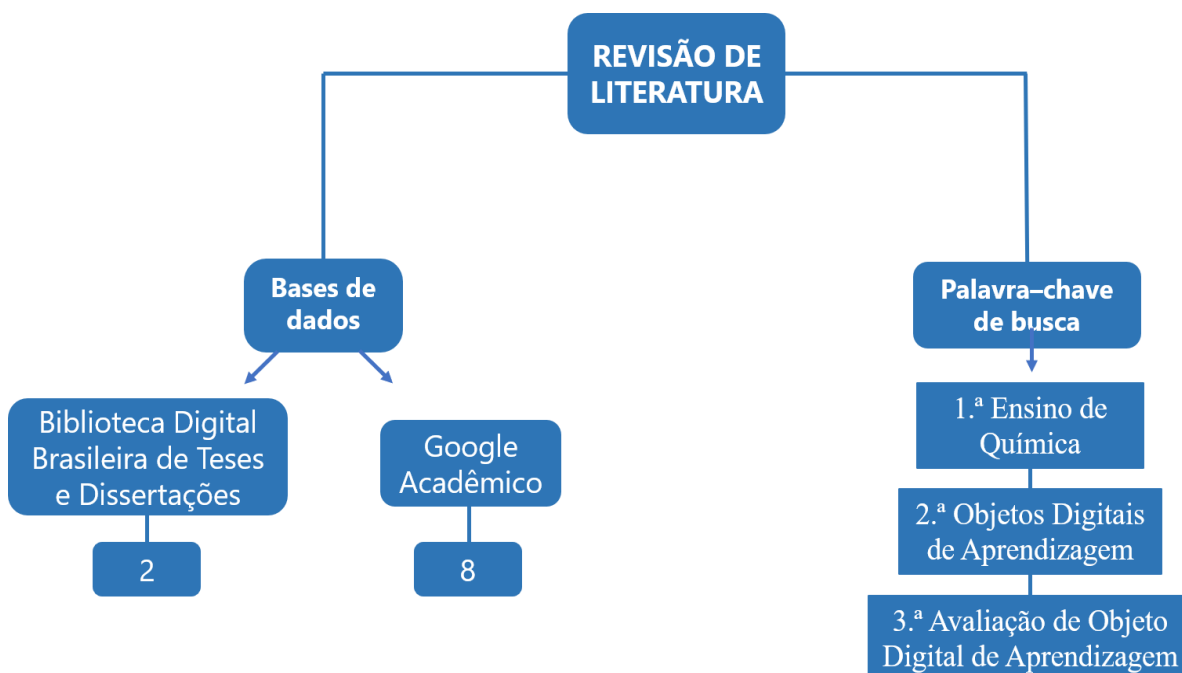 REVISÃO DE
LITERATURA
Bases de
dados
Biblioteca Digital
Brasileira de Teses
e Dissertações
2
Google
Acadêmico
8
Palavra–chave
de busca
1.ª Ensino de
Química
2.ª Objetos Digitais
de Aprendizagem
3.ª Avaliação de Objeto
Digital de Aprendizagem